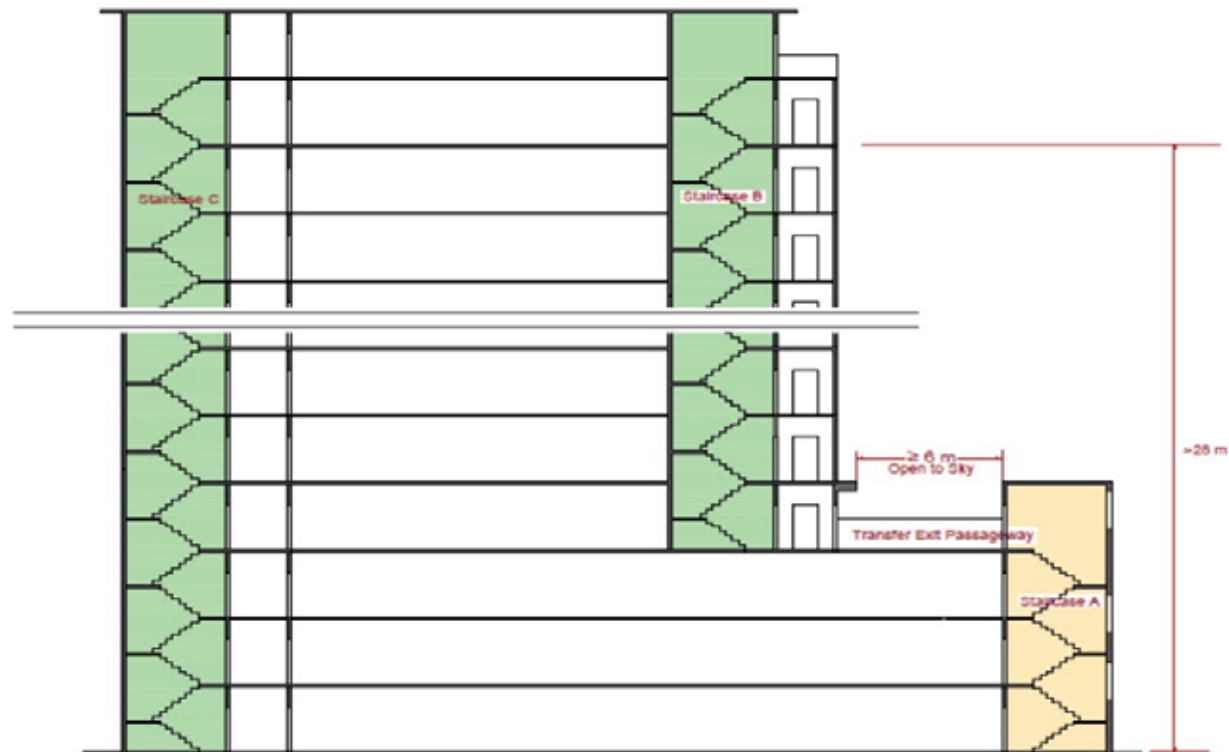 Staircase C
Staircase B
≥ 6 m
Open to Sky
>28 m
Transfer Exit Passageway
Staircase A